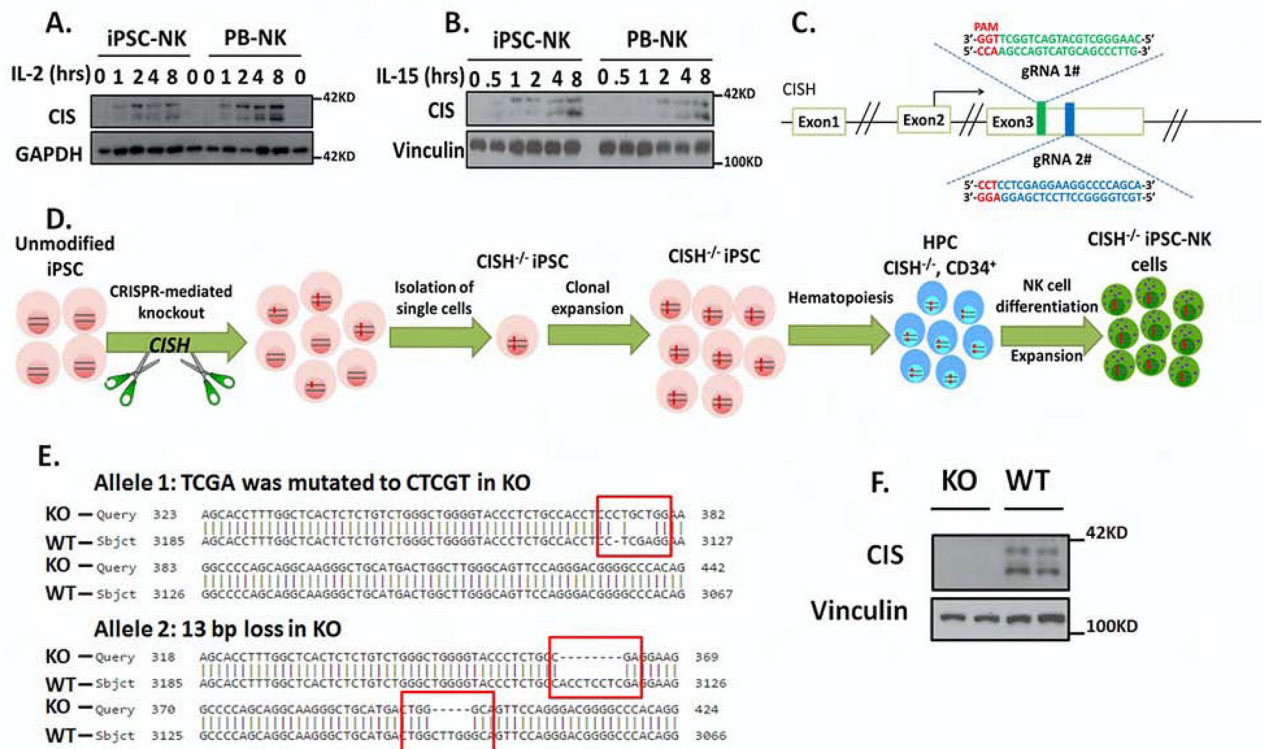 A.
iPSC-NK PB-NK
IL-2 (hrs) 0 1 2 4 8 0 0 1 2 4 8 0
CIS
42KD
GAPDH
42KD
B.
iPSC-NK PB-NK
IL-15 (hrs) 0 .5 1 2 4 8 0 0.5 1 2 4 8
CIS
42KD
Vinculin
100KD
C.
PAM
3’-GGTTCGGTCAGTACGTCGGGAAC-5’
5’-CCAAGCCAGTCATGCAGCCCTTG-
gRNA 1#
CISH
Exon1 Exon2 Exon3
gRNA 2#
5’-CCTCCTCGAGGAAGGCCCCAGCA-3’
3’-GGAGGAGCTCCTTCCGGGGTCGT-5’
D.
Unmodified
iPSC
CRISPR-mediated
knockout
CISH
Isolation of
single cells
CISH-/- iPSC
Clonal
expansion
CISH-/- iPSC
Hematopoiesis
HPC
CISH-/-, CD34+
NK cell
differentiation
Expansion
CISH-/- iPSC-NK
cells
E.
Allele 1: TCGA was mutated to CTCGT in KO
KO Query 323 AGCACCTTTGGCTCACTCTCTGTCTGGGCTGGGGTACCCTCTGCCACCTCCCTGCTGGAA 382
WT Sbjct 3185 AGCACCTTTGGCTCACTCTCTGTCTGGGCTGGGGTACCCTCTGCCACCTCC-TCGAGGAA 3127
KO Query 383 GGCCCCAGCAGGCAAGGGCTGCATGACTGGCTTGGGCAGTTCCAGGGACGGGGCCCACAG 442
WT Sbjct 3126 GGCCCCAGCAGGCAAGGGCTGCATGACTGGCTTGGGCAGTTCCAGGGACGGGGCCCACAG 3067
Allele 2: 13 bp loss in KO
KO Query 318 AGCACCTTTGGCTCACTCTCTGTCTGGGCTGGGGTACCCTCTGCC--------GAGGAAG 369
WT Sbjct 3185 AGCACCTTTGGCTCACTCTCTGTCTGGGCTGGGGTACCCTCTGCCACCTCCTCGAGGAAG 3126
KO Query 370 GCCCCAGCAGGCAAGGGCTGCATGACTGG-----GCAGTTCCAGGGACGGGGCCCACAGG 424
WT Sbjct 3125 GCCCCAGCAGGCAAGGGCTGCATGACTGGCTTGGGCAGTTCCAGGGACGGGGCCCACAGG 3066
F.
KO WT
CIS
42KD
Vinculin
100KD